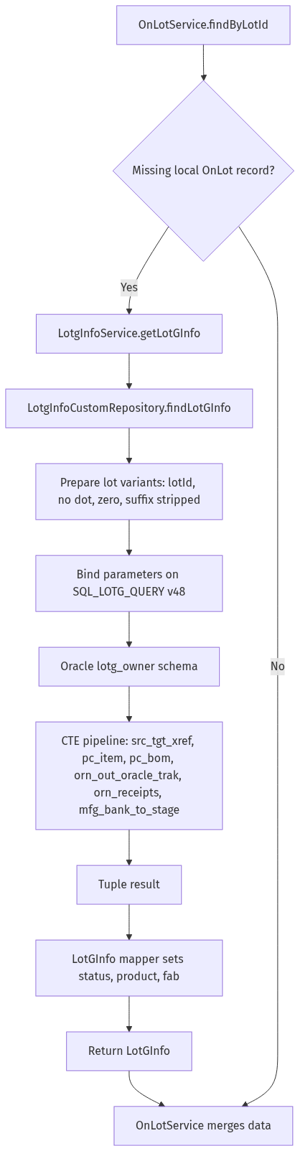 OnLotService.findByLotId
Missing local OnLot record?
Yes
LotgInfoService.getLotGInfo
LotgInfoCustomRepository.findLotGInfo
Prepare lot variants: lotId,
no dot, zero, suffix stripped
Bind parameters on
SQL_LOTG_QUERY v48
No
Oracle lotg_owner schema
CTE pipeline: src_tgt_xref,
pc_item, pc_bom,
orn_out_oracle_trak,
orn_receipts,
mfg_bank_to_stage
Tuple result
LotGInfo mapper sets
status, product, fab
Return LotGInfo
OnLotService merges data